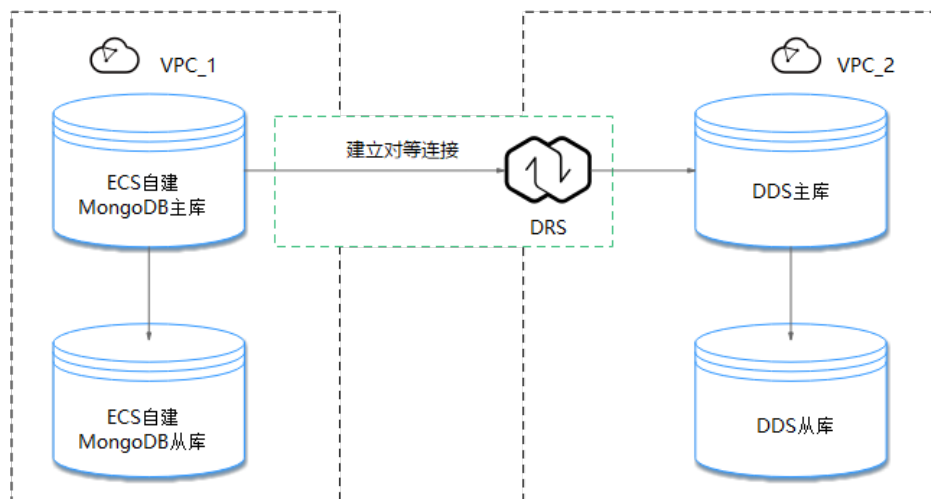 VPC_1
VPC_2
ECS自建
MongoDB主库
建立对等连接
DRS
DDS主库
ECS自建
MongoDB从库
DDS从库